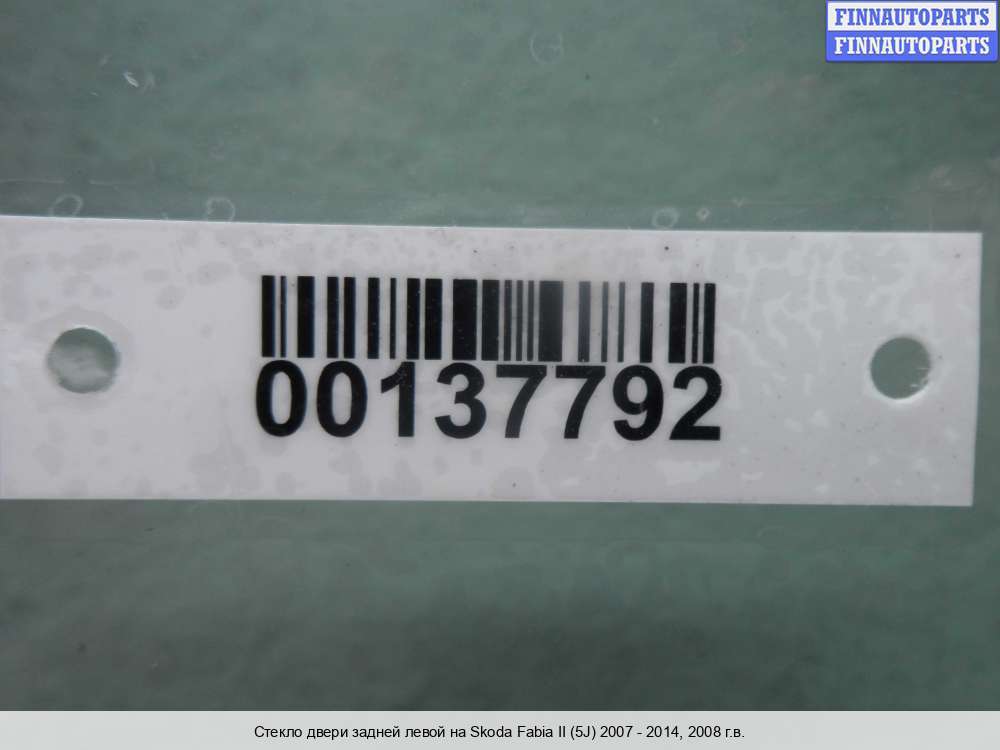 FINNAUTOPARTS
FINNAUTOPARTS
00137792
Стекло двери задней левой на Skoda Fabia II (5J) 2007 - 2014, 2008 г.в.